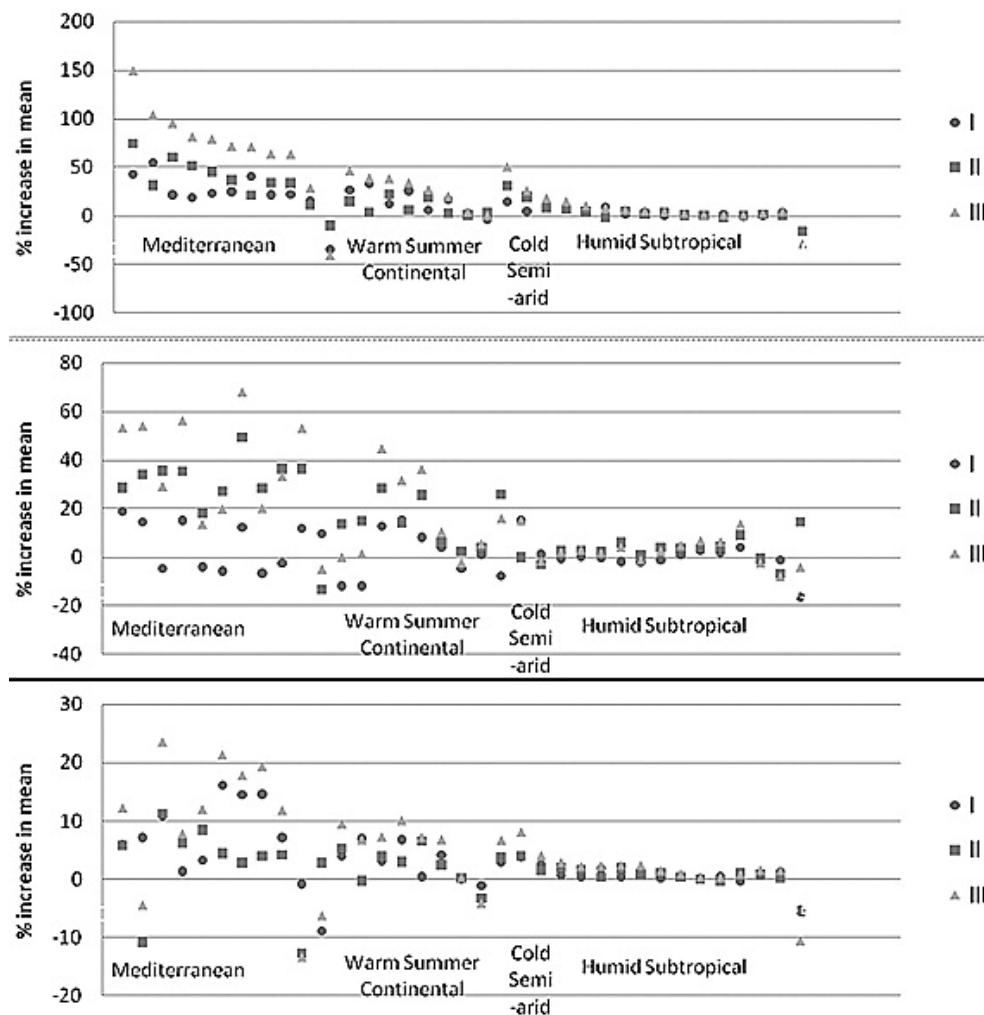 % increase in mean
200
150
100
50
0
-50
-100
Mediterranean
Warm Summer
Continental
Cold
Semi
-arid
Humid Subtropical
I
II
III
% increase in mean
80
60
40
20
0
-20
-40
Mediterranean
Warm Summer
Continental
Cold
Semi
-arid
Humid Subtropical
I
II
III
% increase in mean
30
20
10
0
-10
-20
Mediterranean
Warm Summer
Continental
Cold
Semi
-arid
Humid Subtropical
I
II
III